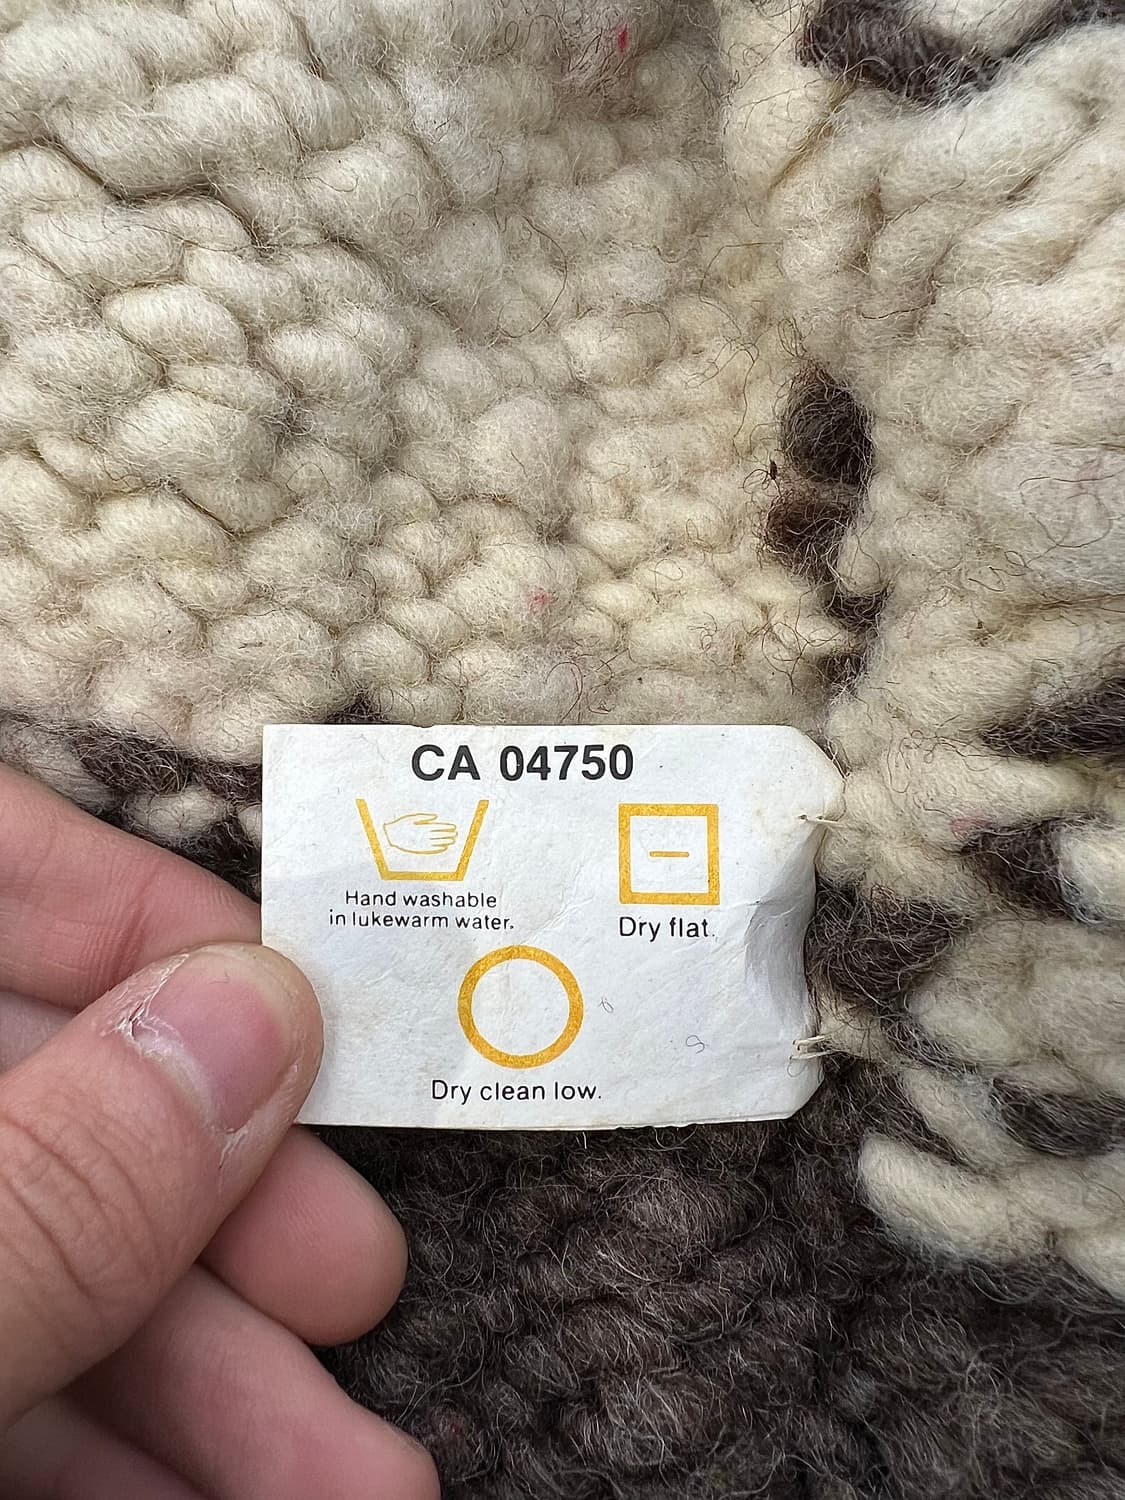 CA 04750
Hand washable
in lukewarm water.
Dry flat.
Dry clean low.